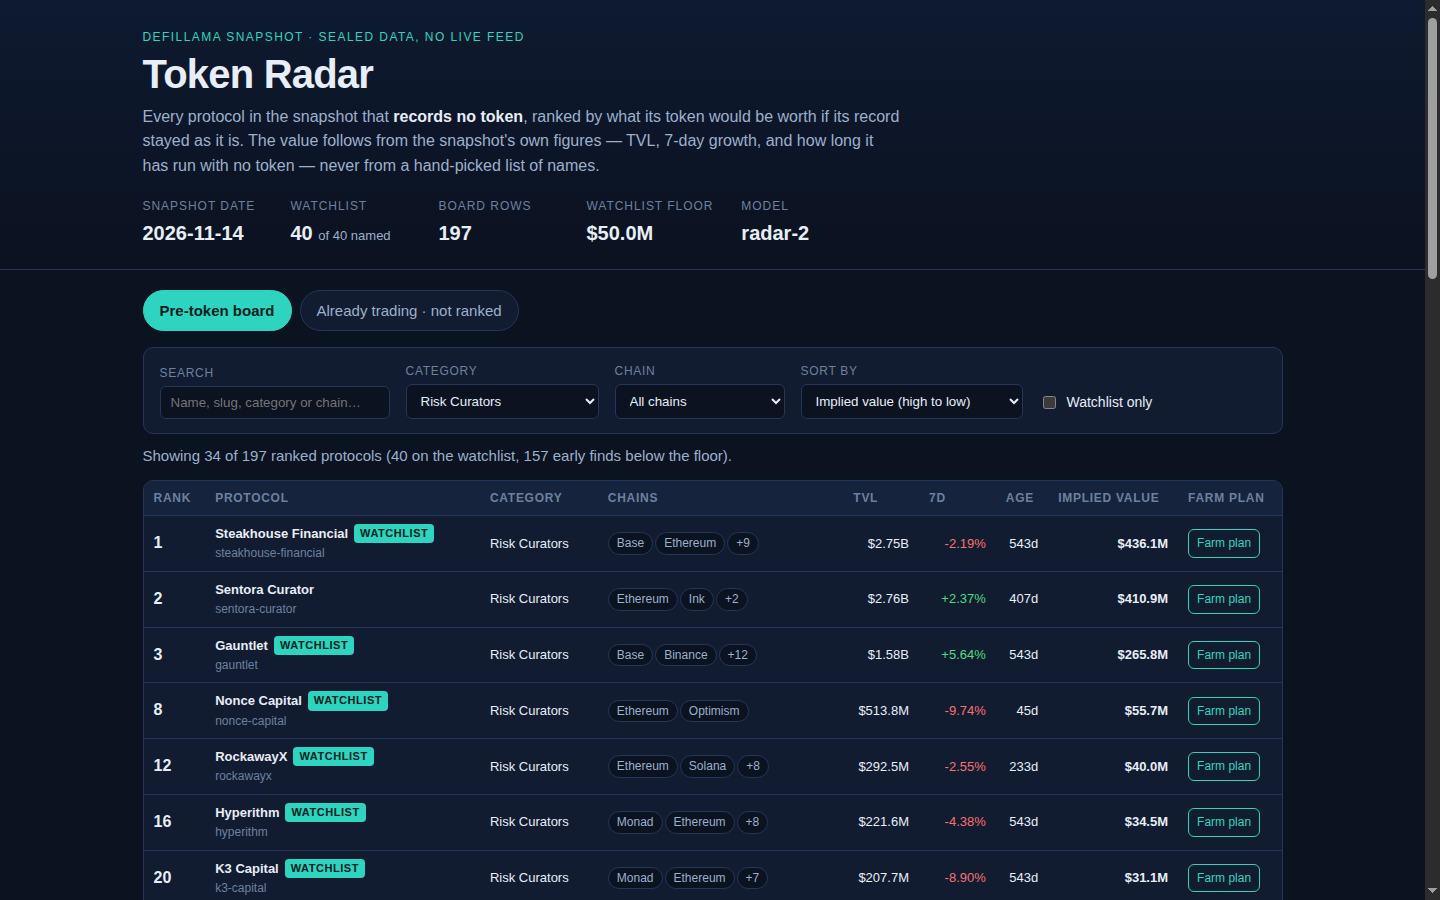 DEFILLAMA SNAPSHOT · SEALED DATA, NO LIVE FEED
Token Radar
Every protocol in the snapshot that records no token, ranked by what its token would be worth if its record
stayed as it is. The value follows from the snapshot's own figures — TVL, 7-day growth, and how long it
has run with no token — never from a hand-picked list of names.
SNAPSHOT DATE WATCHLIST BOARD ROWS WATCHLIST FLOOR MODEL
2026-11-14 40 of 40 named 197 $50.0M radar-2
Pre-token board Already trading · not ranked
SEARCH CATEGORY CHAIN SORT BY
Name, slug, category or chain… Risk Curators All chains Implied value (high to low) Watchlist only
Showing 34 of 197 ranked protocols (40 on the watchlist, 157 early finds below the floor).
RANK PROTOCOL CATEGORY CHAINS TVL 7D AGE IMPLIED VALUE FARM PLAN
1 Steakhouse Financial WATCHLIST Risk Curators Base Ethereum +9 $2.75B -2.19% 543d $436.1M Farm plan
steakhouse-financial
2 Sentora Curator Risk Curators Ethereum Ink +2 $2.76B +2.37% 407d $410.9M Farm plan
sentora-curator
3 Gauntlet WATCHLIST Risk Curators Base Binance +12 $1.58B +5.64% 543d $265.8M Farm plan
gauntlet
8 Nonce Capital WATCHLIST Risk Curators Ethereum Optimism $513.8M -9.74% 45d $55.7M Farm plan
nonce-capital
12 RockawayX WATCHLIST Risk Curators Ethereum Solana +8 $292.5M -2.55% 233d $40.0M Farm plan
rockawayx
16 Hyperithm WATCHLIST Risk Curators Monad Ethereum +8 $221.6M -4.38% 543d $34.5M Farm plan
hyperithm
20 K3 Capital WATCHLIST Risk Curators Monad Ethereum +7 $207.7M -8.90% 543d $31.1M Farm plan
k3-capital